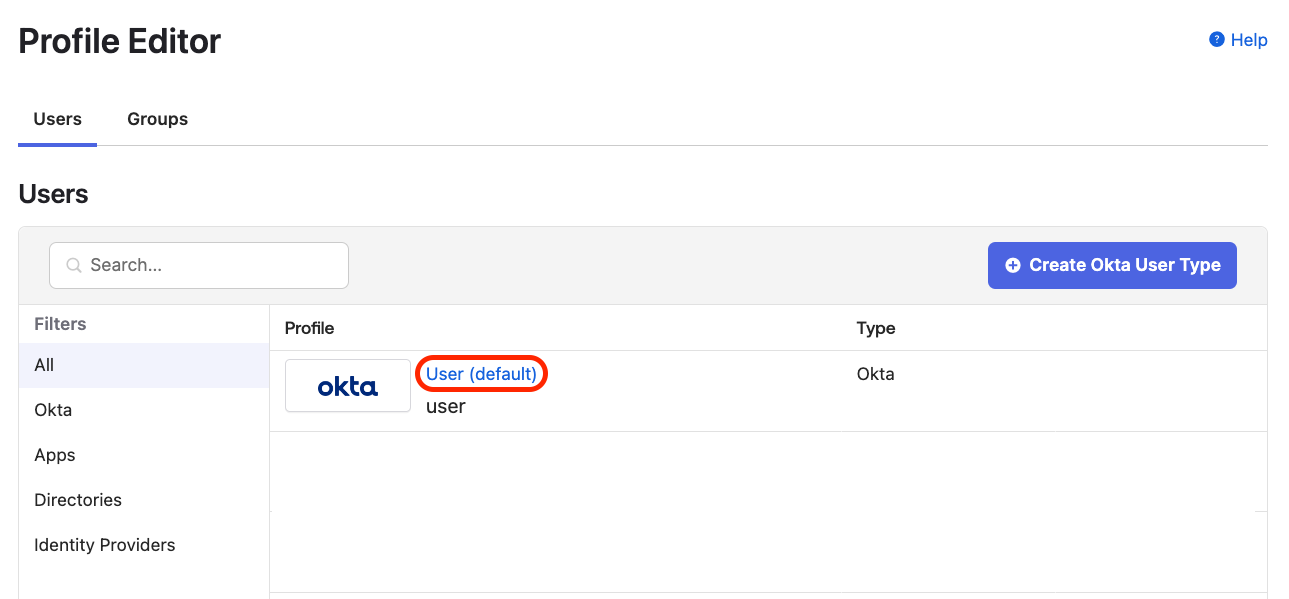 Profile Editor
? Help
Users Groups
Users
Search...
Create Okta User Type
Filters
All
Okta
Apps
Directories
Identity Providers
Profile Type
okta User (default) Okta
user